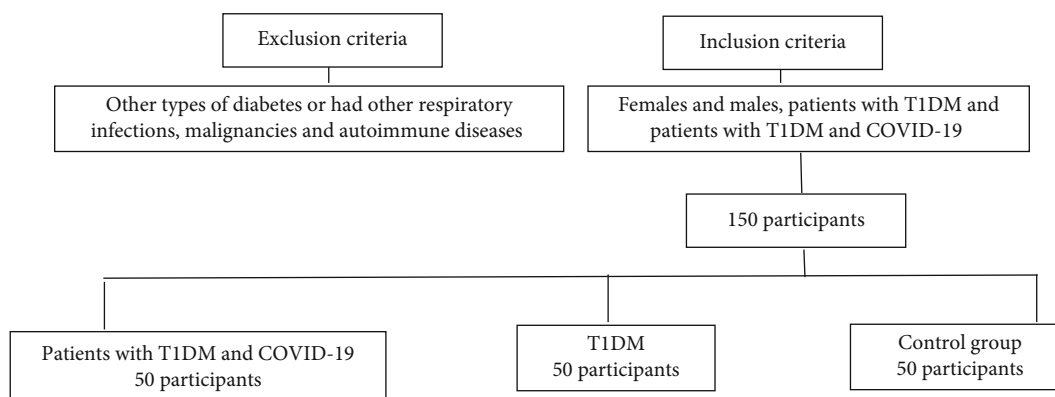 Exclusion criteria
Inclusion criteria
Other types of diabetes or had other respiratory
infections, malignancies and autoimmune diseases
Females and males, patients with T1DM and
patients with T1DM and COVID-19
150 participants
Patients with T1DM and COVID-19
50 participants
T1DM
50 participants
Control group
50 participants